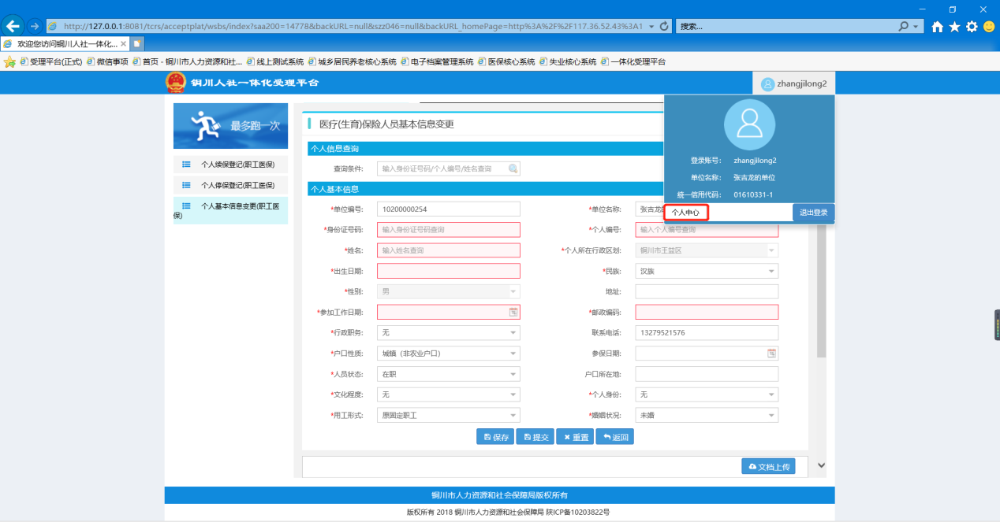 http://127.0.0.1:8081/tcrs/acceptplat/wsbs/index?saa200=14778&backURL=null&szz046=null&backURL_homePage=http%3A%2F%2F117.36.52.43%3A1
搜索...
欢迎您访问铜川人社一体化...
受理平台(正式) 微信事项 首页 - 铜川市人力资源和社... 线上测试系统 城乡居民养老核心系统 电子档案管理系统 医保核心系统 失业核心系统 一体化受理平台
铜川人社一体化受理平台
zhangjilong2
最多跑一次
个人续保登记(职工医保)
个人停保登记(职工医保)
个人基本信息变更(职工医
保)
医疗(生育)保险人员基本信息变更
登录账号: zhangjilong2
单位名称: 张吉龙的单位
统一信用代码: 01610331-1
个人中心 退出登录
个人信息查询
查询条件: 输入身份证号码/个人编号/姓名查询
个人基本信息
*单位编号: 10200000254 *单位名称: 张吉龙
*身份证号码: 输入身份证号码查询 *个人编号: 输入个人编号查询
*姓名: 输入姓名查询 *个人所在行政区划: 铜川市王益区
*出生日期: *民族: 汉族
*性别: 男 地址:
*参加工作日期: *邮政编码:
*行政职务: 无 联系电话: 13279521576
*户口性质: 城镇（非农业户口） 参保日期:
*人员状态: 在职 户口所在地:
*文化程度: 无 *个人身份: 无
*用工形式: 原固定职工 *婚姻状况: 未婚
保存 提交 重置 返回
文档上传
铜川市人力资源和社会保障局版权所有
版权所有 2018 铜川市人力资源和社会保障局 陕ICP备10203822号